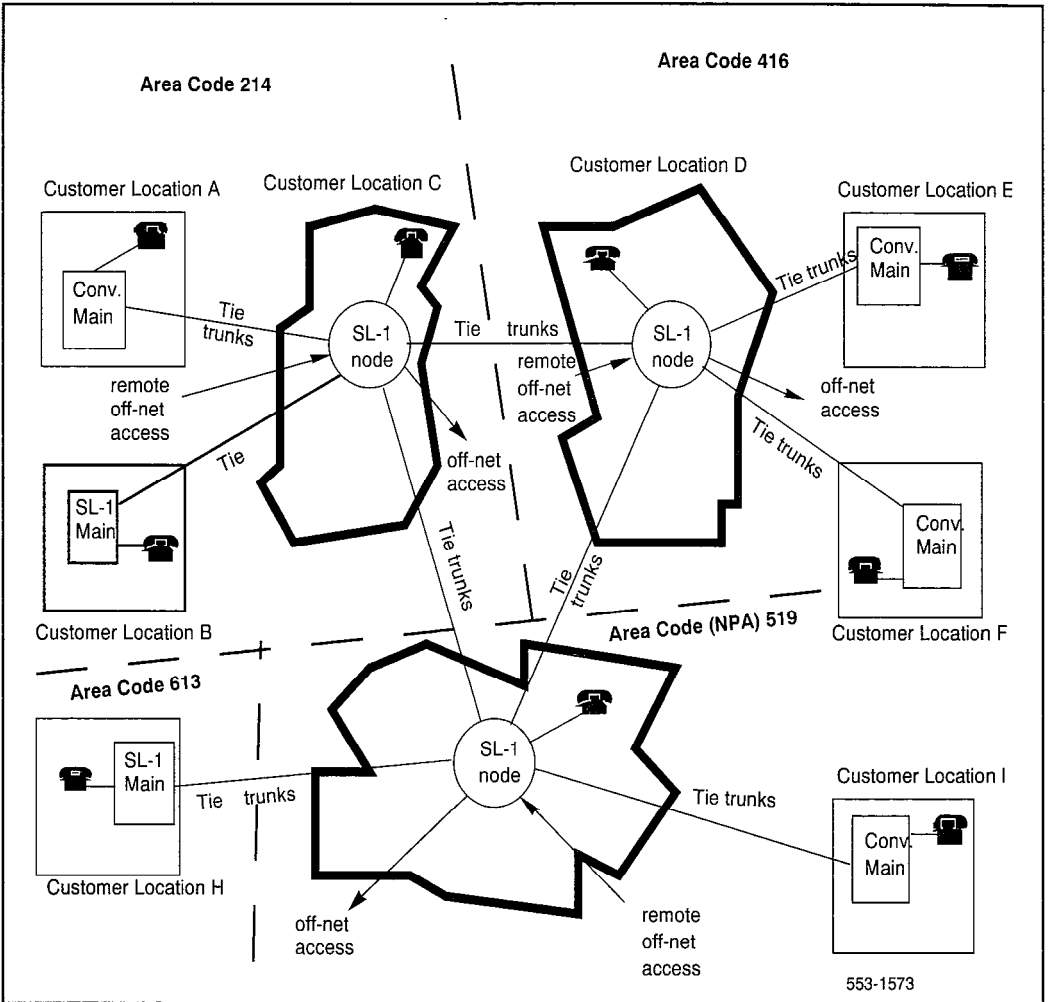 Area Code 214
Area Code 416
Customer Location A
Customer Location C
Customer Location D
Customer Location E
Conv.
Main
Tie
trunks
SL-1
node
Tie trunks
SL-1
node
Tie trunks
Conv.
Main
remote
off-net
access
remote
off-net
access
off-net
access
off-net
access
Tie
SL-1
Main
Tie trunks
Conv.
Main
Tie trunks
Tie
trunks
Customer Location B
Area Code (NPA) 519
Customer Location F
Area Code 613
SL-1
Main
Tie trunks
SL-1
node
Tie trunks
Customer Location I
Conv.
Main
Customer Location H
off-net
access
remote
off-net
access
553-1573